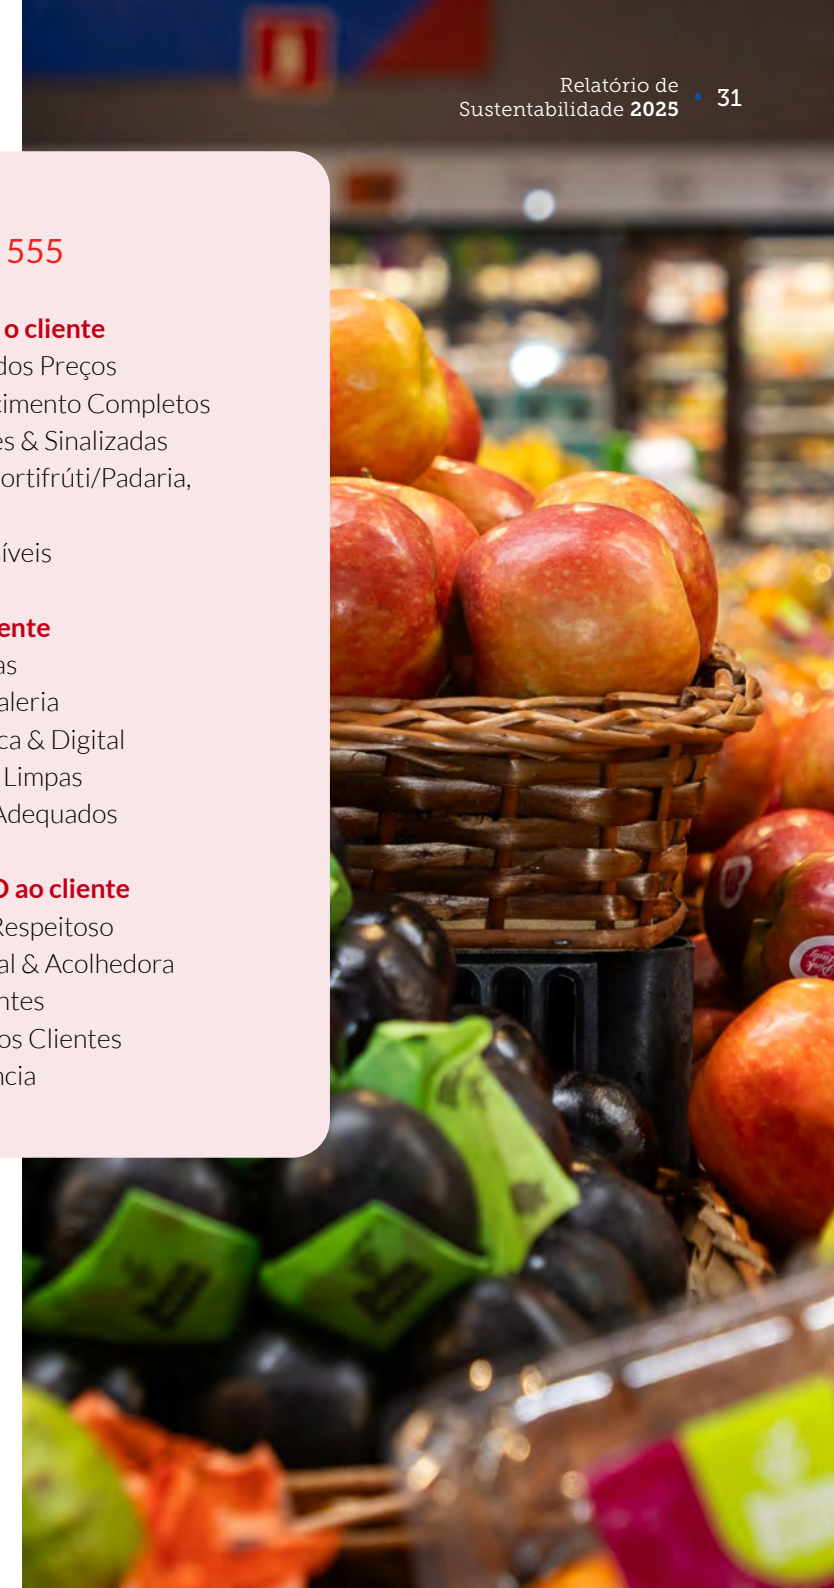 Relatório de
Sustentabilidade 2025 • 31
555
o cliente
dos Preços
cimento Completos
es & Sinalizadas
ortifrúti/Padaria,
íveis
ente
as
aleria
ca & Digital
Limpas
Adequados
O ao cliente
Respeitoso
al & Acolhedora
ntes
os Clientes
ncia